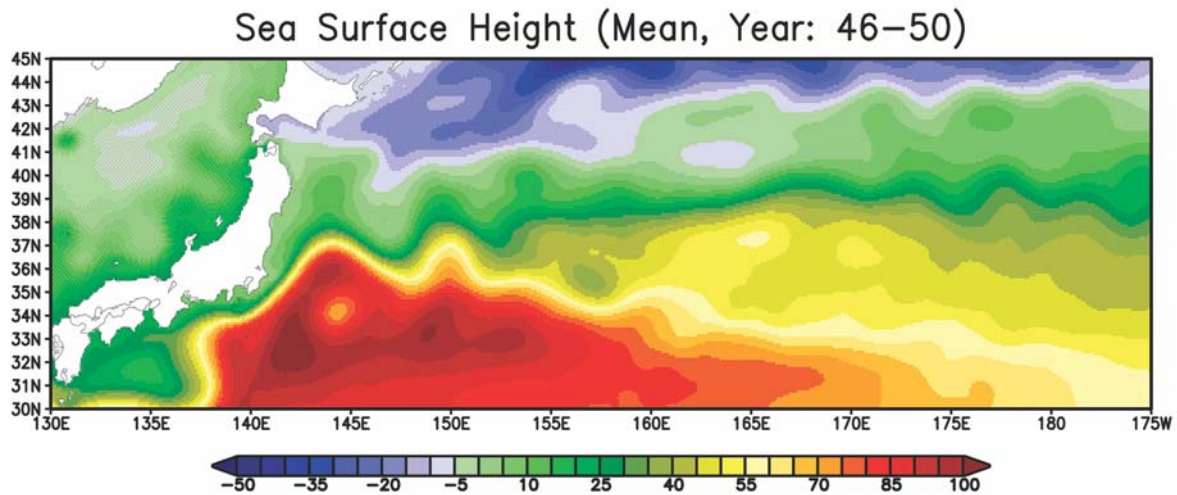 Sea Surface Height (Mean, Year: 46-50)
45N
44N
43N
42N
41N
40N
39N
38N
37N
36N
35N
34N
33N
32N
31N
30N
130E 135E 140E 145E 150E 155E 160E 165E 170E 175E 180 175W
-50 -35 -20 -5 10 25 40 55 70 85 100